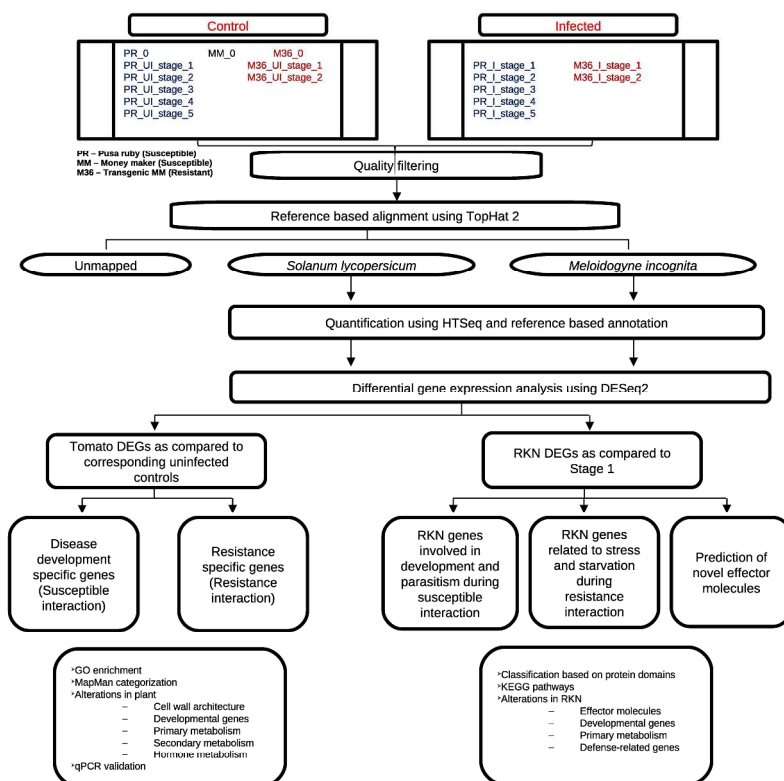 Control
Infected
PR_0
MM_0
M36_0
PR_UI_stage_1
M36_UI_stage_1
PR_UI_stage_2
M36_UI_stage_2
PR_UI_stage_3
PR_UI_stage_4
PR_UI_stage_5
PR_I_stage_1
M36_I_stage_1
PR_I_stage_2
M36_I_stage_2
PR_I_stage_3
PR_I_stage_4
PR_I_stage_5
PR – Pusa ruby (Susceptible)
MM – Money maker (Susceptible)
M36 – Transgenic MM (Resistant)
Quality filtering
Reference based alignment using TopHat 2
Unmapped
Solanum lycopersicum
Meloidogyne incognita
Quantification using HTSeq and reference based annotation
Differential gene expression analysis using DESeq2
Tomato DEGs as compared to
corresponding uninfected
controls
RKN DEGs as compared to
Stage 1
Disease
development
specific genes
(Susceptible
interaction)
Resistance
specific genes
(Resistance
interaction)
RKN genes
involved in
development and
parasitism during
susceptible
interaction
RKN genes
related to stress
and starvation
during
resistance
interaction
Prediction of
novel effector
molecules
➢GO enrichment
➢MapMan categorization
➢Alterations in plant
– Cell wall architecture
– Developmental genes
– Primary metabolism
– Secondary metabolism
– Hormone metabolism
➢qPCR validation
➢Classification based on protein domains
➢KEGG pathways
➢Alterations in RKN
– Effector molecules
– Developmental genes
– Primary metabolism
– Defense-related genes